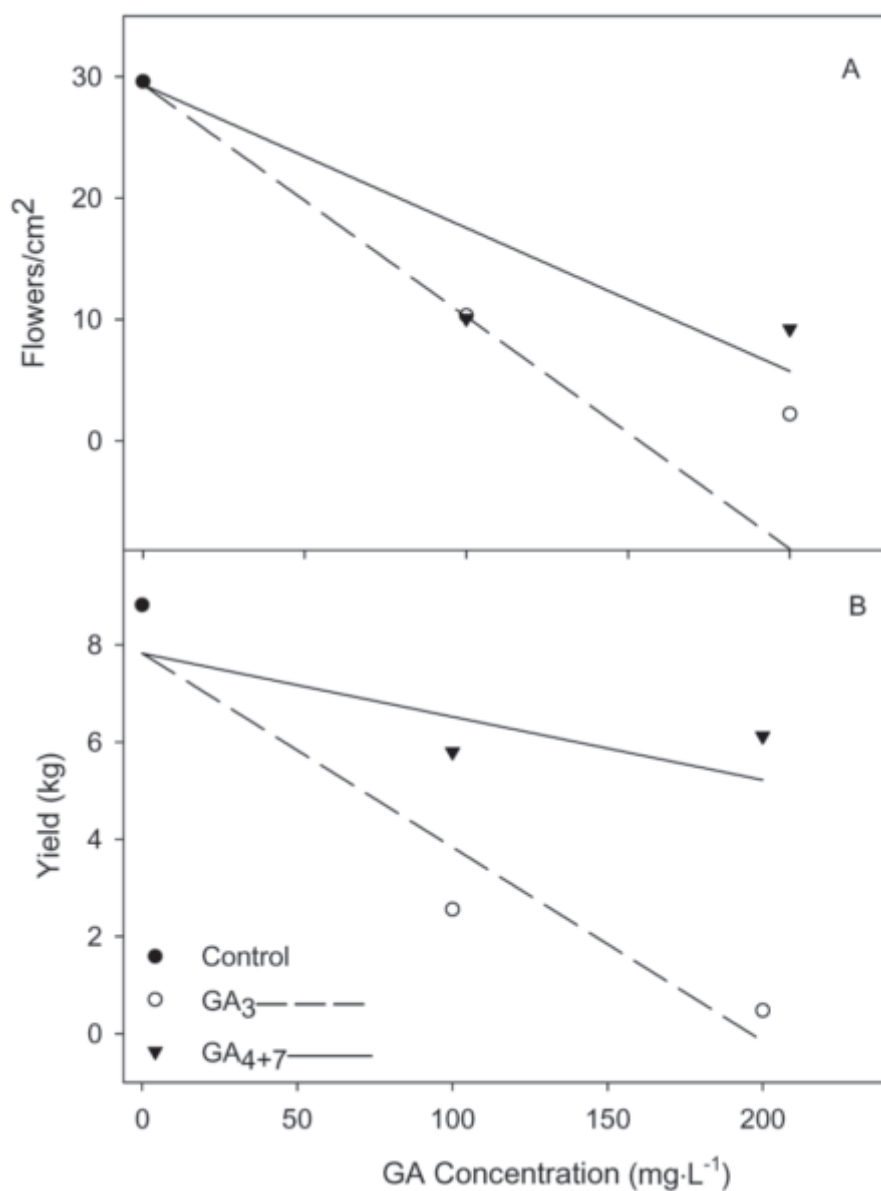 A
30
20
10
0
Flowers/cm²
B
8
6
4
2
0
Yield (kg)
Control
GA₃
GA₄₊₇
0 50 100 150 200
GA Concentration (mg·L⁻¹)